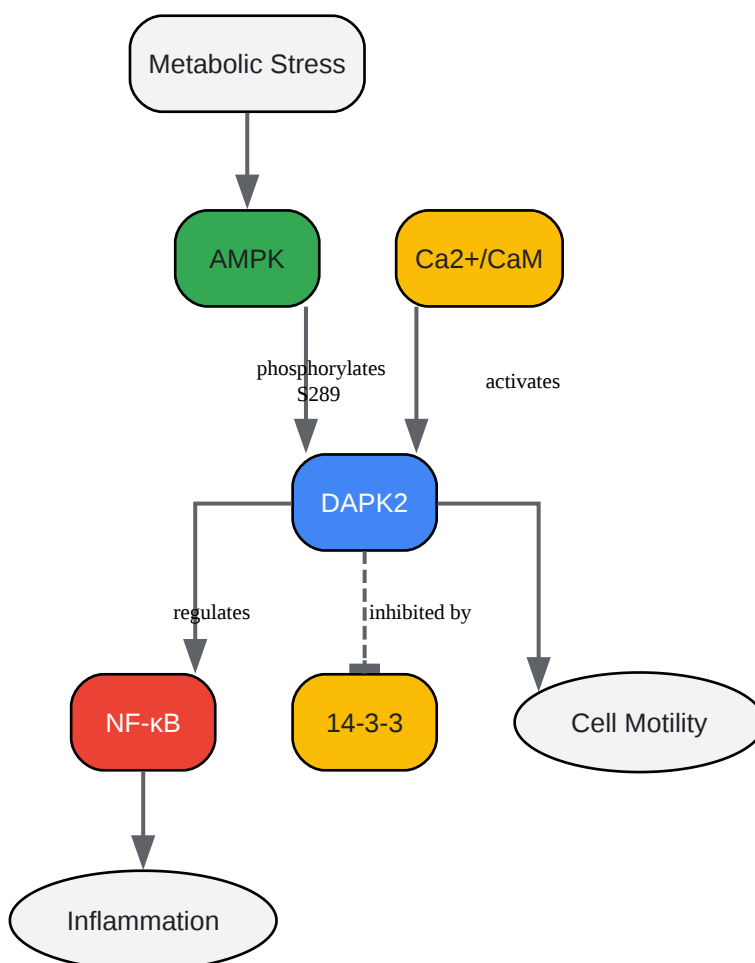 Metabolic Stress
AMPK
Ca2+/CaM
phosphorylates
S289
activates
DAPK2
regulates
inhibited by
NF-κB
14-3-3
Cell Motility
Inflammation